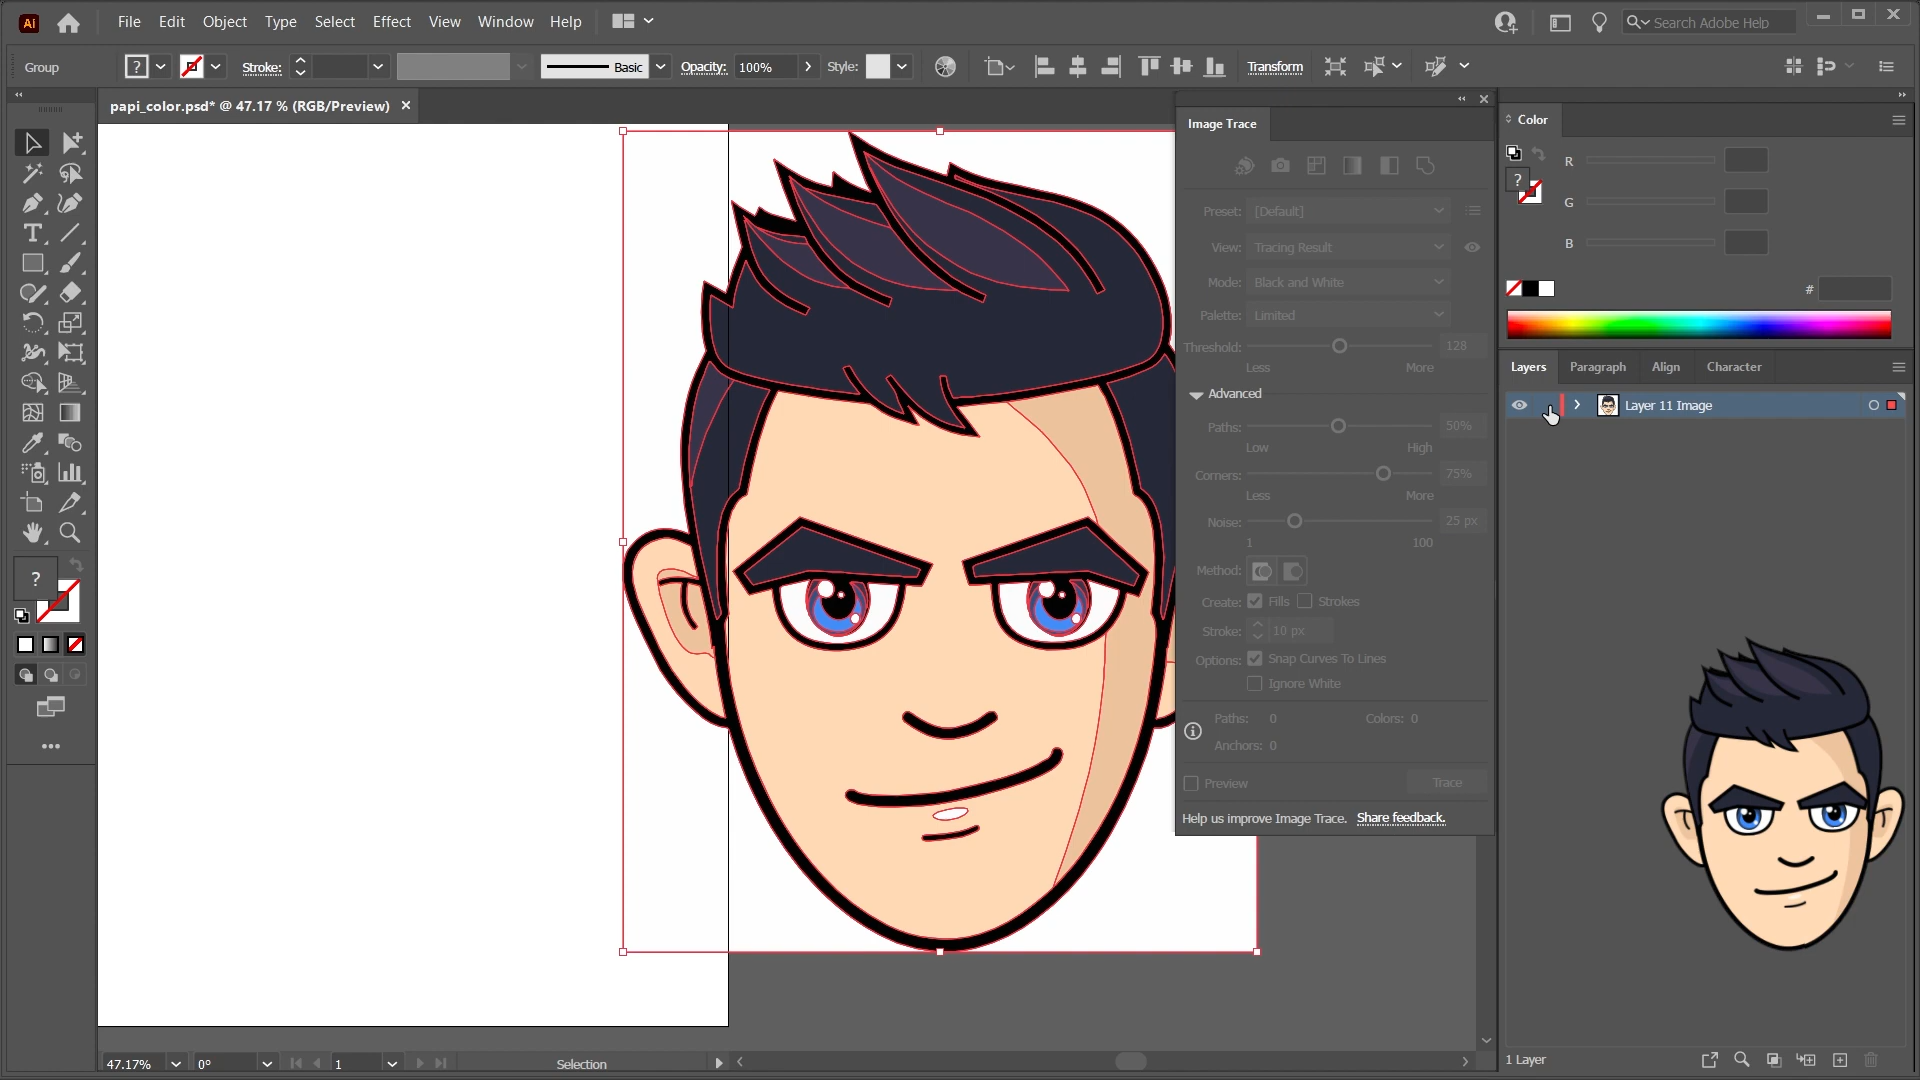 Ai File Edit Object Type Select Effect View Window Help Search Adobe Help
Group ? Stroke: Basic Opacity: 100% Style: Transform
papi_color.psd* @ 47.17 % (RGB/Preview)
Image Trace
Preset: [Default]
View: Tracing Result
Mode: Black and White
Palette: Limited
Threshold: 128
Less More
Advanced
Paths: 50%
Low High
Corners: 75%
Less More
Noise: 25 px
1 100
Method:
Create: Fills Strokes
Stroke: 10 px
Options: Snap Curves To Lines
Ignore White
Paths: 0 Colors: 0
Anchors: 0
Preview Trace
Help us improve Image Trace. Share feedback.
Color
R
?
G
B
#
Layers Paragraph Align Character
Layer 11 Image
1 Layer
?
47.17% 0° 1 Selection